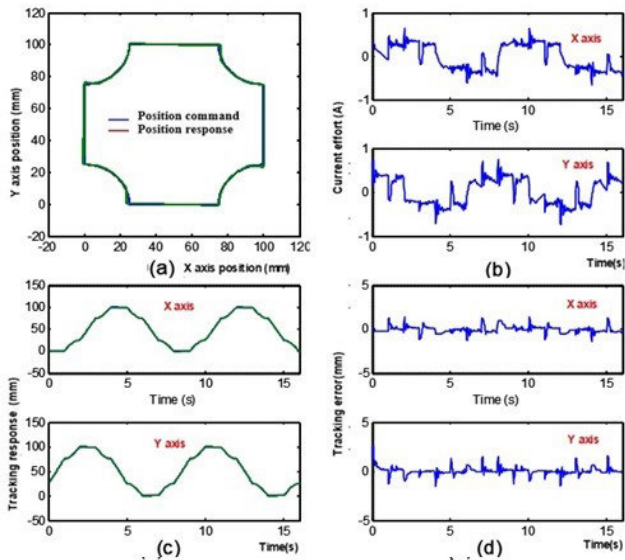 120
100
80
60
40
20
0
-20
-20 0 20 40 60 80 100 120
Y axis position (mm)
Position command
Position response
(a) X axis position (mm)
1
0
-1
0 5 10 15
X axis
Time (s)
Current effort (A)
1
0
-1
0 5 10 15
Y axis
(b) Time(s)
150
100
50
0
-50
0 5 10 15
X axis
Time (s)
Tracking response (mm)
150
100
50
0
-50
0 5 10 15
Y axis
(c) Time(s)
5
0
-5
0 5 10 15
X axis
Time (s)
Tracking error(mm)
5
0
-5
0 5 10 15
Y axis
(d) Time(s)